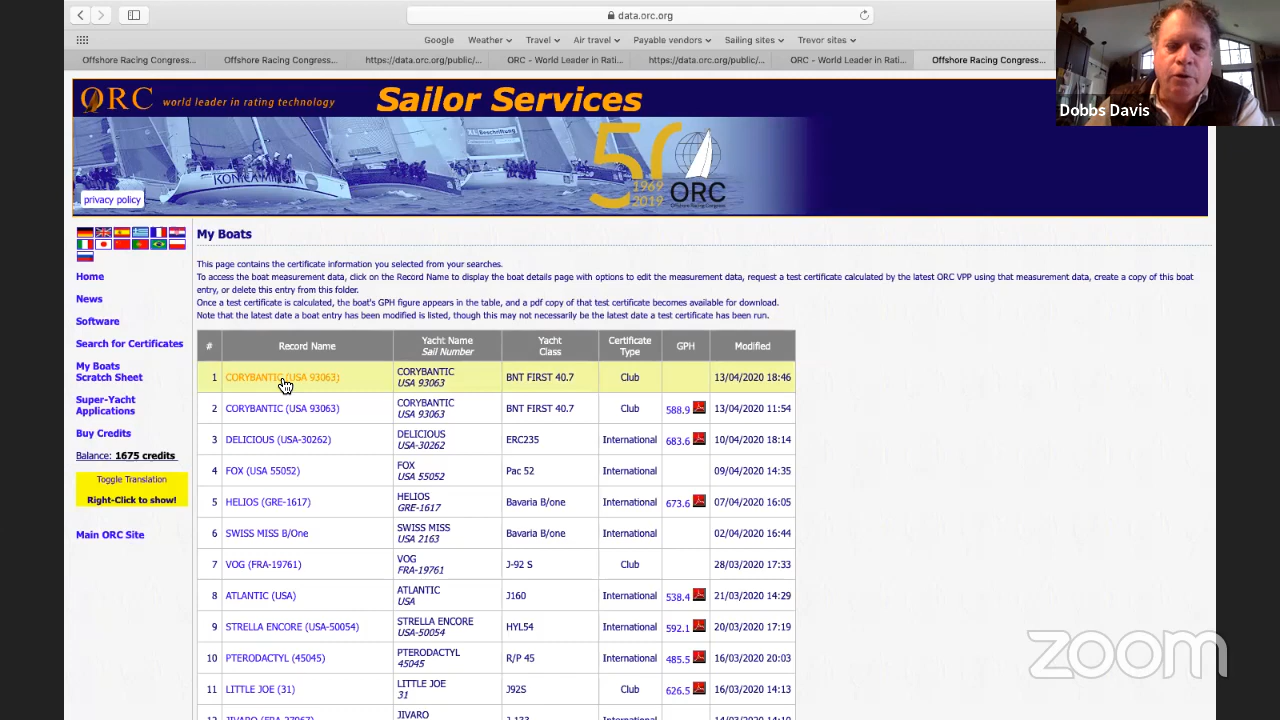 data.orc.org
Google Weather Travel Air travel Payable vendors Sailing sites Trevor sites
Offshore Racing Congress... Offshore Racing Congress... https://data.orc.org/public/... ORC - World Leader in Rati... https://data.orc.org/public/... ORC - World Leader in Rati... Offshore Racing Congress...
Dobbs Davis
ORC world leader in rating technology Sailor Services
50
1969
2019
ORC
Offshore Racing Congress
privacy policy
Home
News
Software
Search for Certificates
My Boats
Scratch Sheet
Super-Yacht
Applications
Buy Credits
Balance: 1675 credits
Toggle Translation
Right-Click to show!
Main ORC Site
My Boats
This page contains the certificate information you selected from your searches.
To access the boat measurement data, click on the Record Name to display the boat details page with options to edit the measurement data, request a test certificate calculated by the latest ORC VPP using that measurement data, create a copy of this boat
entry, or delete this entry from this folder.
Once a test certificate is calculated, the boat's GPH figure appears in the table, and a pdf copy of that test certificate becomes available for download.
Note that the latest date a boat entry has been modified is listed, though this may not necessarily be the latest date a test certificate has been run.
# Record Name Yacht Name Sail Number Yacht Class Certificate Type GPH Modified
1 CORYBANTIC (USA 93063) CORYBANTIC USA 93063 BNT FIRST 40.7 Club 13/04/2020 18:46
2 CORYBANTIC (USA 93063) CORYBANTIC USA 93063 BNT FIRST 40.7 Club 588.9 13/04/2020 11:54
3 DELICIOUS (USA-30262) DELICIOUS USA-30262 ERC235 International 683.6 10/04/2020 18:14
4 FOX (USA 55052) FOX USA 55052 Pac 52 International 09/04/2020 14:35
5 HELIOS (GRE-1617) HELIOS GRE-1617 Bavaria B/one International 673.6 07/04/2020 16:05
6 SWISS MISS B/One SWISS MISS USA 2163 Bavaria B/one International 02/04/2020 16:44
7 VOG (FRA-19761) VOG FRA-19761 J-92 S Club 28/03/2020 17:33
8 ATLANTIC (USA) ATLANTIC USA J160 International 538.4 21/03/2020 14:29
9 STRELLA ENCORE (USA-50054) STRELLA ENCORE USA-50054 HYL54 International 592.1 20/03/2020 17:19
10 PTERODACTYL (45045) PTERODACTYL 45045 R/P 45 International 485.5 16/03/2020 20:03
11 LITTLE JOE (31) LITTLE JOE 31 J92S Club 626.5 16/03/2020 14:13
JIVARO
zoom